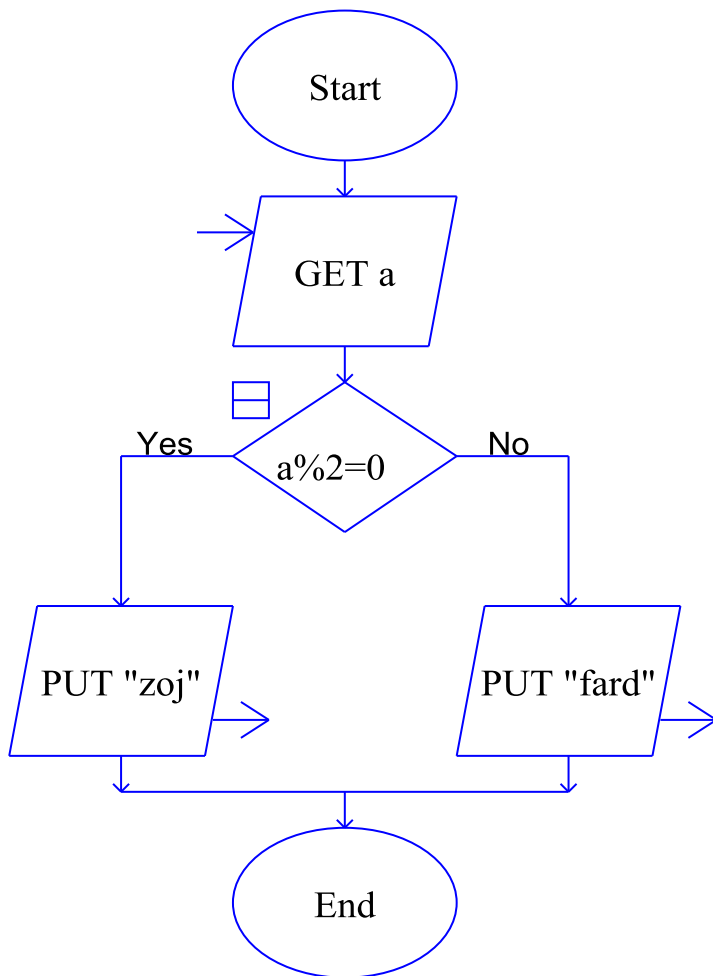 Start
GET a
Yes
No
a%2=0
PUT "zoj"
PUT "fard"
End